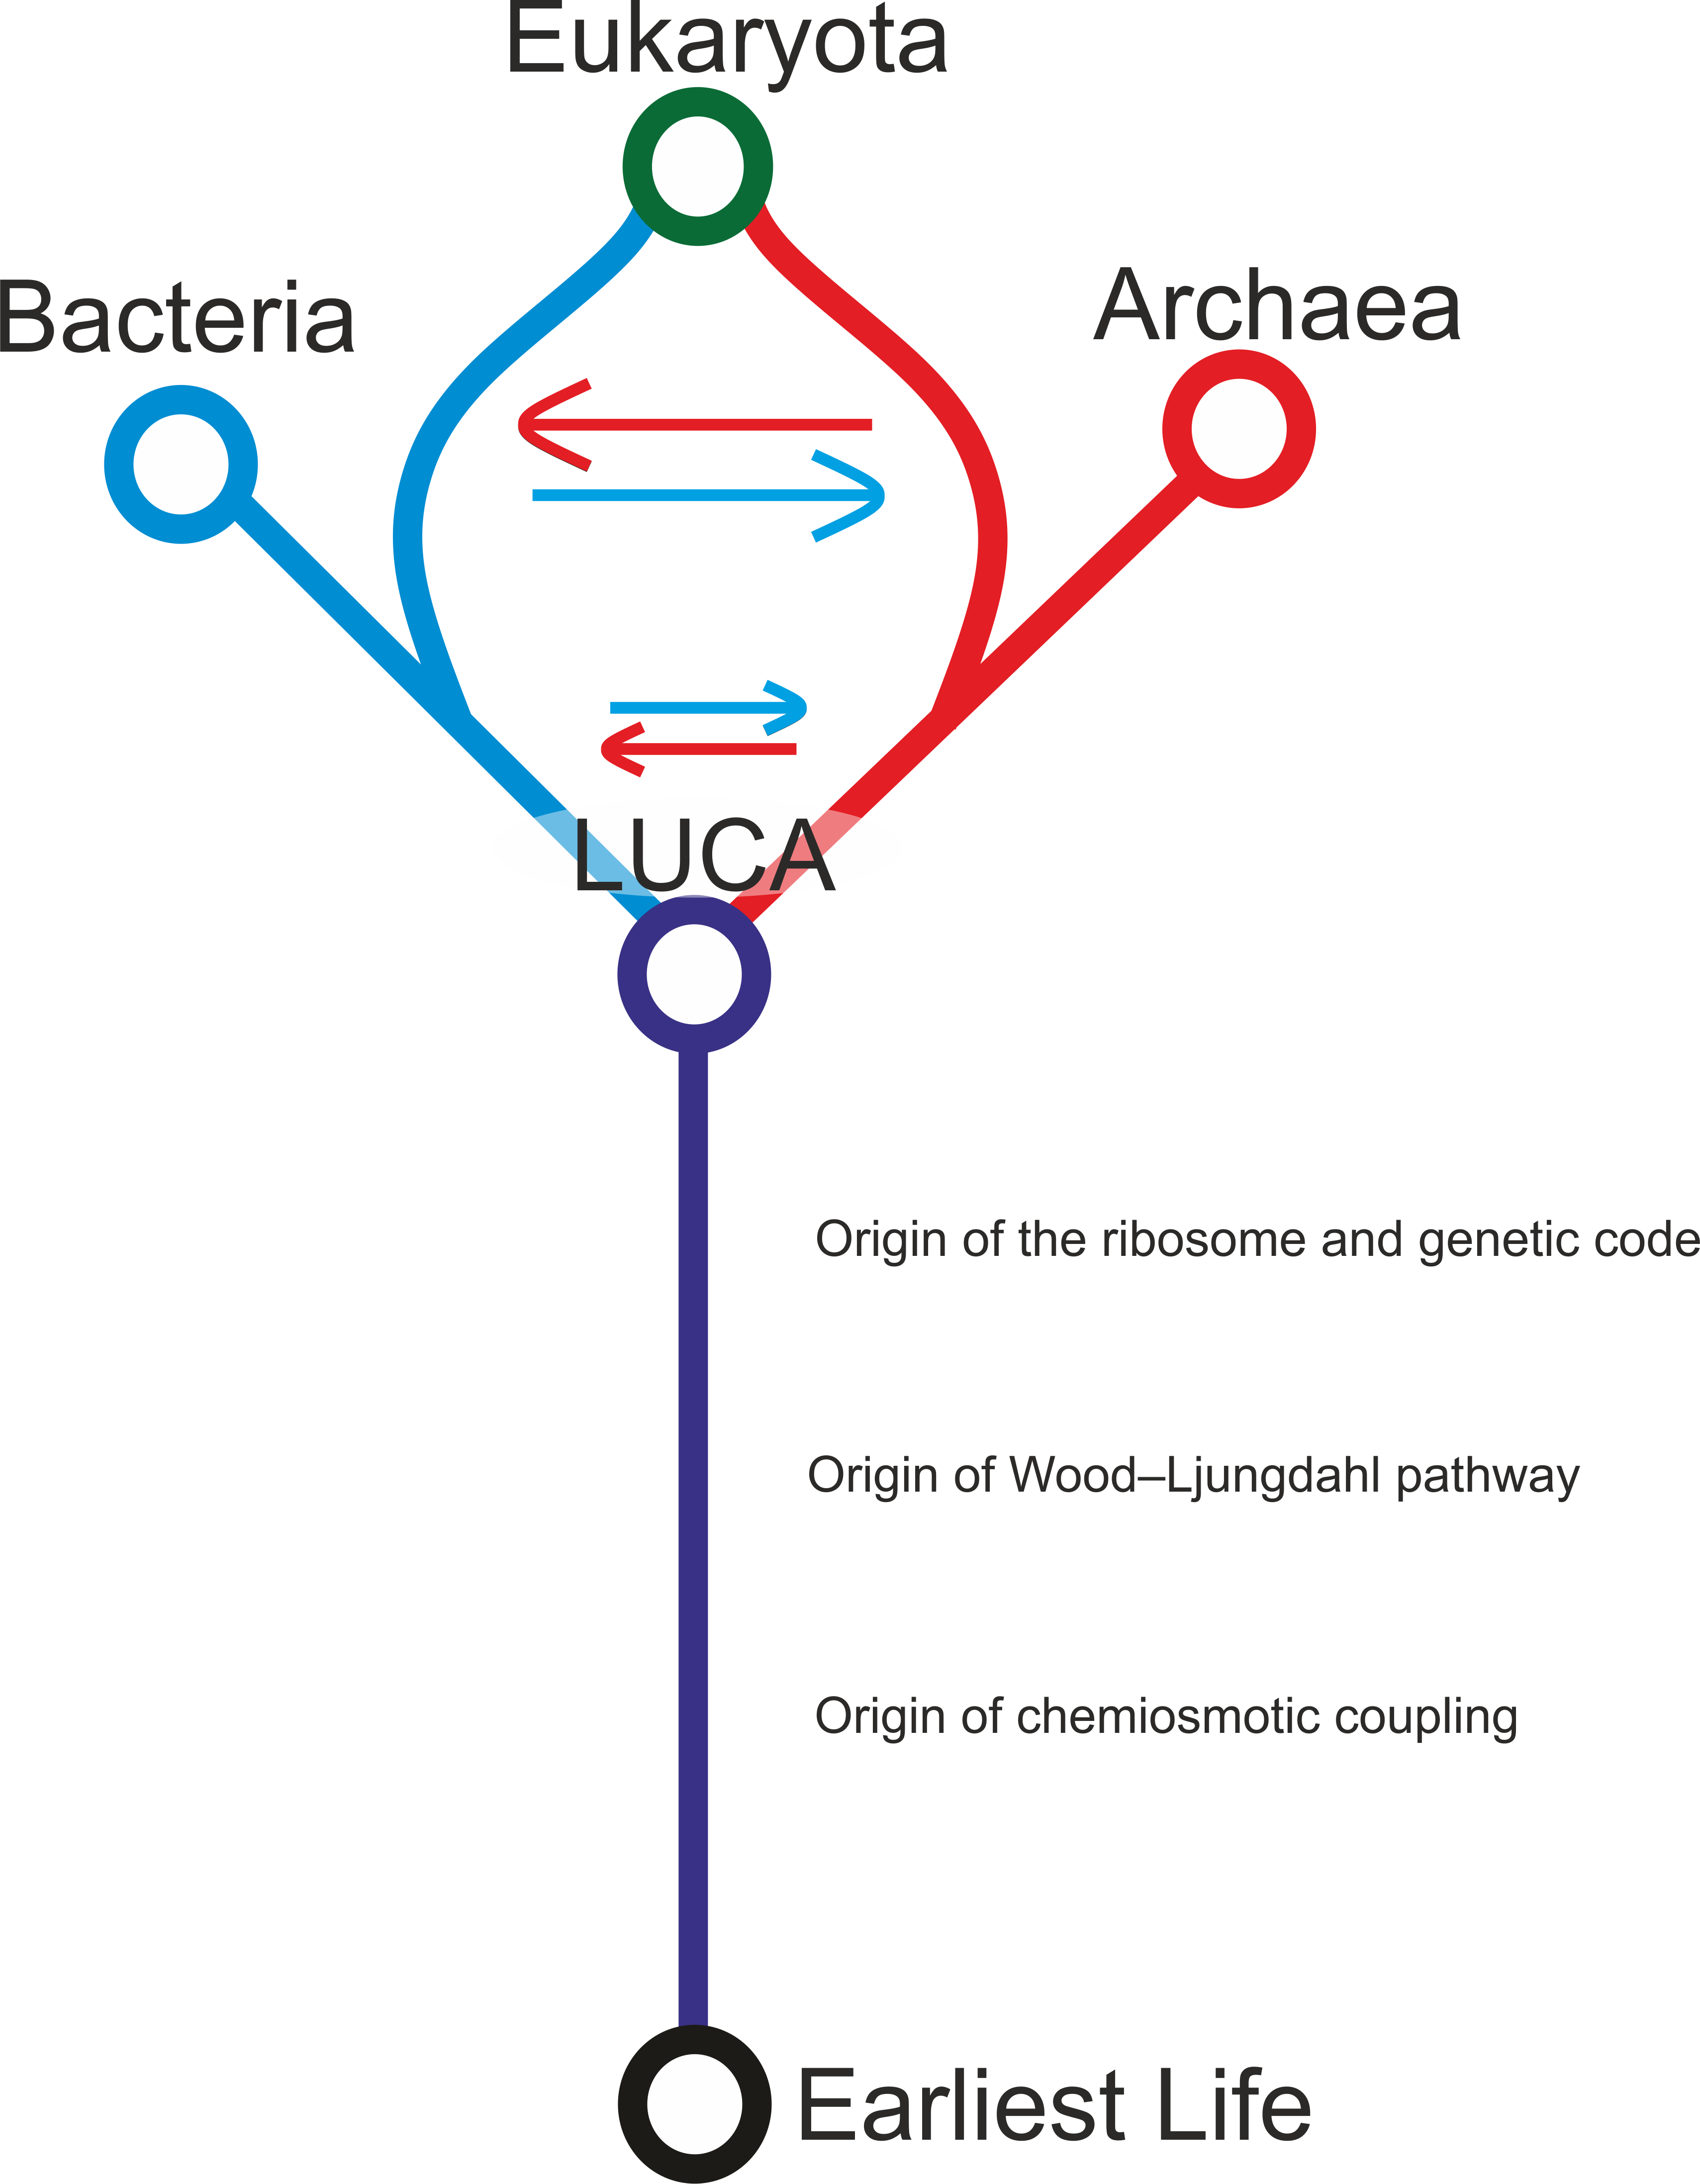 Eukaryota
Bacteria
Archaea
LUCA
Origin of the ribosome and genetic code
Origin of Wood–Ljungdahl pathway
Origin of chemiosmotic coupling
Earliest Life